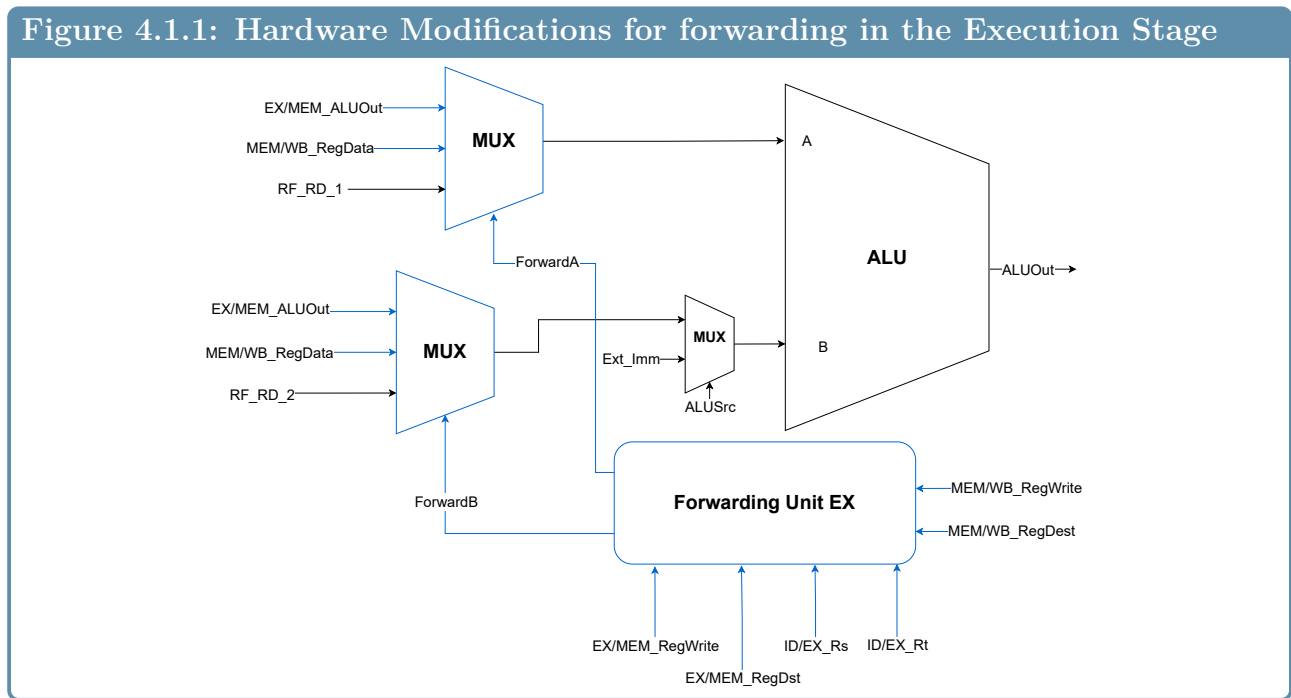 Figure 4.1.1: Hardware Modifications for forwarding in the Execution Stage
EX/MEM_ALUOut
MEM/WB_RegData
RF_RD_1
MUX
A
ForwardA
EX/MEM_ALUOut
MEM/WB_RegData
RF_RD_2
MUX
Ext_Imm
MUX
ALUSrc
B
ALU
ALUOut
ForwardB
Forwarding Unit EX
MEM/WB_RegWrite
MEM/WB_RegDest
EX/MEM_RegWrite
EX/MEM_RegDst
ID/EX_Rs
ID/EX_Rt